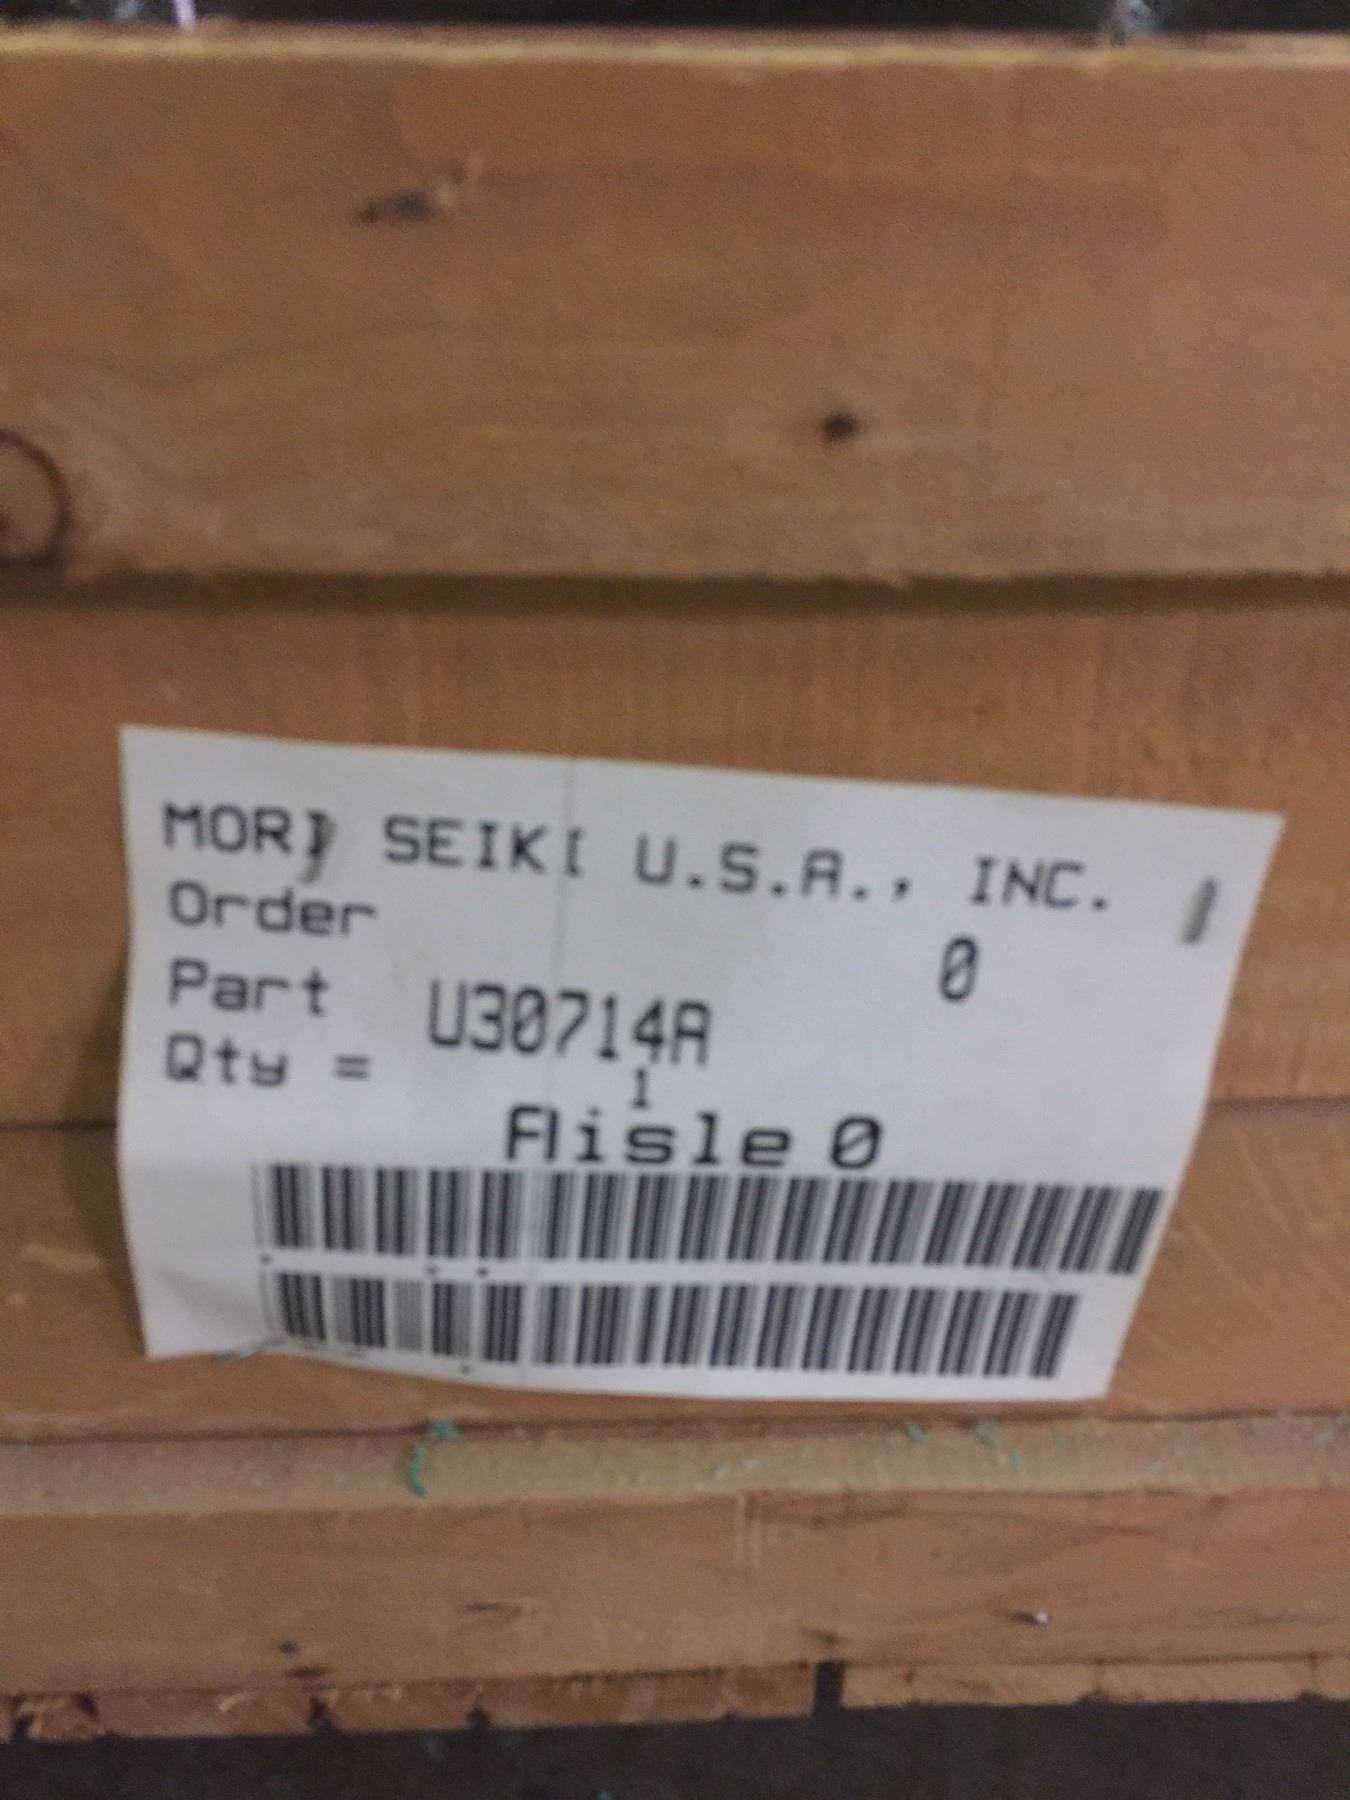 MORI SEIKI U.S.A., INC.
Order 0
Part U30714A
Qty = 1
Aisle 0